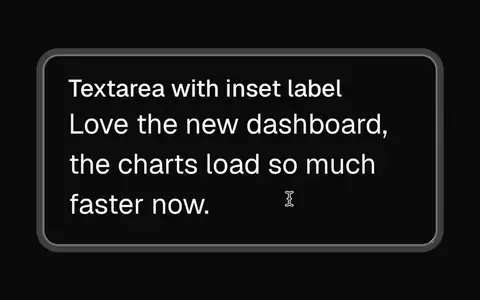 Textarea with inset label
Love the new dashboard,
the charts load so much
faster now.